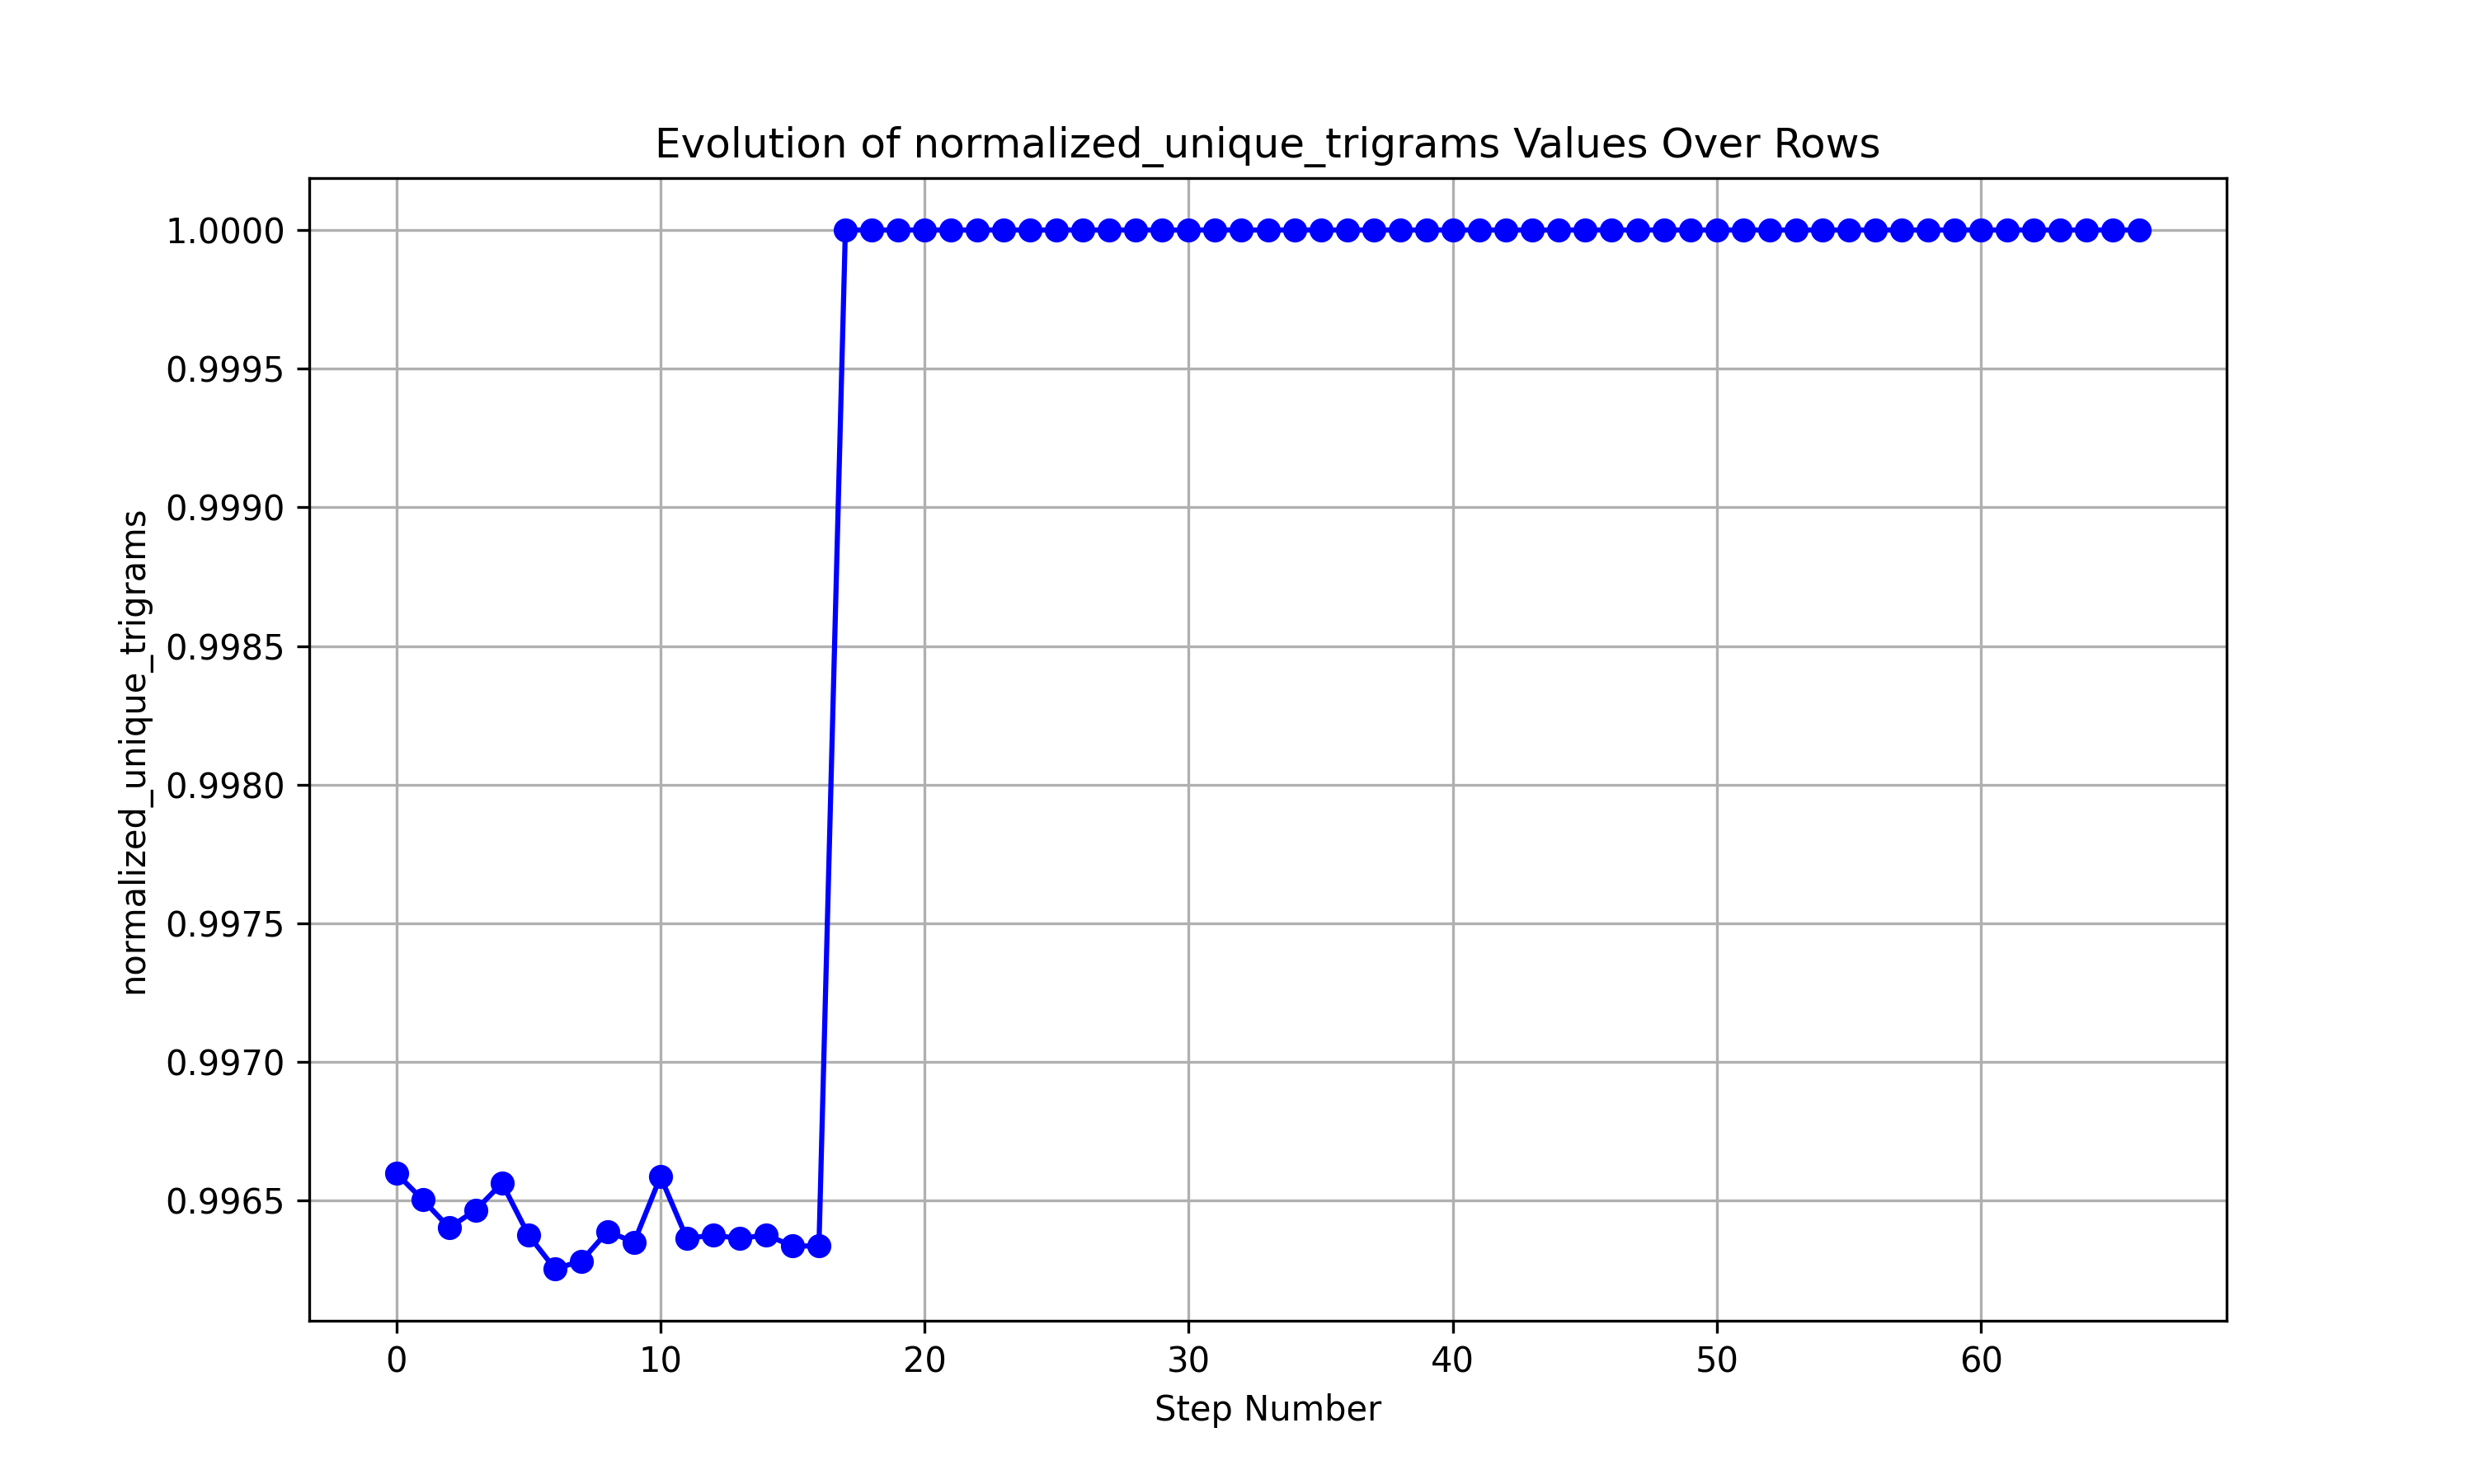 Evolution of normalized_unique_trigrams Values Over Rows
normalized_unique_trigrams
1.0000
0.9995
0.9990
0.9985
0.9980
0.9975
0.9970
0.9965
0 10 20 30 40 50 60
Step Number